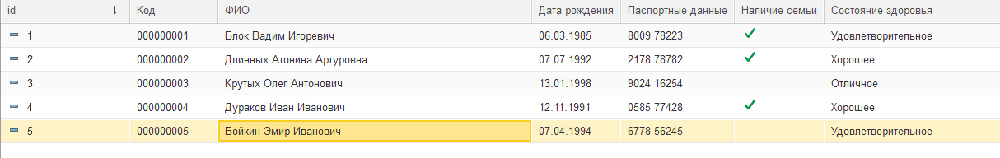 id ↓ Код ФИО Дата рождения Паспортные данные Наличие семьи Состояние здоровья
1 000000001 Блок Вадим Игоревич 06.03.1985 8009 78223 ✓ Удовлетворительное
2 000000002 Длинных Атонина Артуровна 07.07.1992 2178 78782 ✓ Хорошее
3 000000003 Крутых Олег Антонович 13.01.1998 9024 16254 Отличное
4 000000004 Дураков Иван Иванович 12.11.1991 0585 77428 ✓ Хорошее
5 000000005 Бойкин Эмир Иванович 07.04.1994 6778 56245 Удовлетворительное